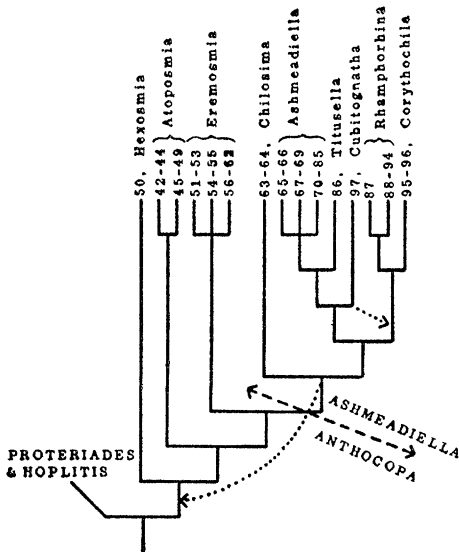 50, Hexosmia
42-44
45-49
Atoposmia
51-53
54-55
56-62
Eremosmia
63-64, Chilosima
65-66
67-69
70-85
Ashmeadiella
86, Titusella
97, Cubitognatha
87
88-94
Rhamphorhina
95-96, Corythochila
ASHMEADIELLA
ANTHOCOPA
PROTERIADES
& HOPLITIS